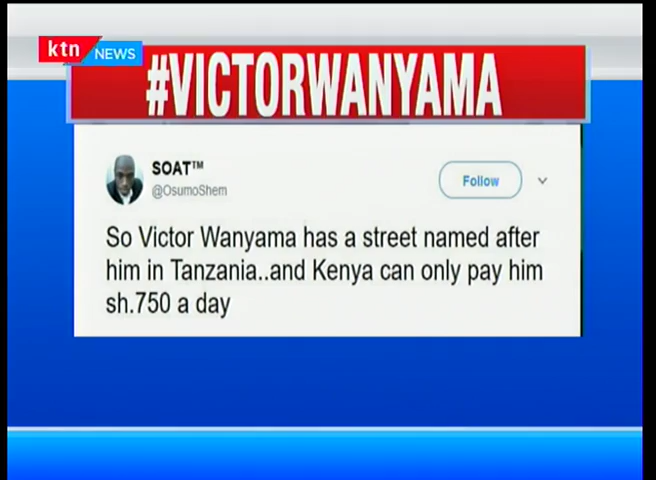 ktn NEWS
#VICTORWANYAMA
SOAT™
@OsumoShem
Follow
So Victor Wanyama has a street named after
him in Tanzania..and Kenya can only pay him
sh.750 a day